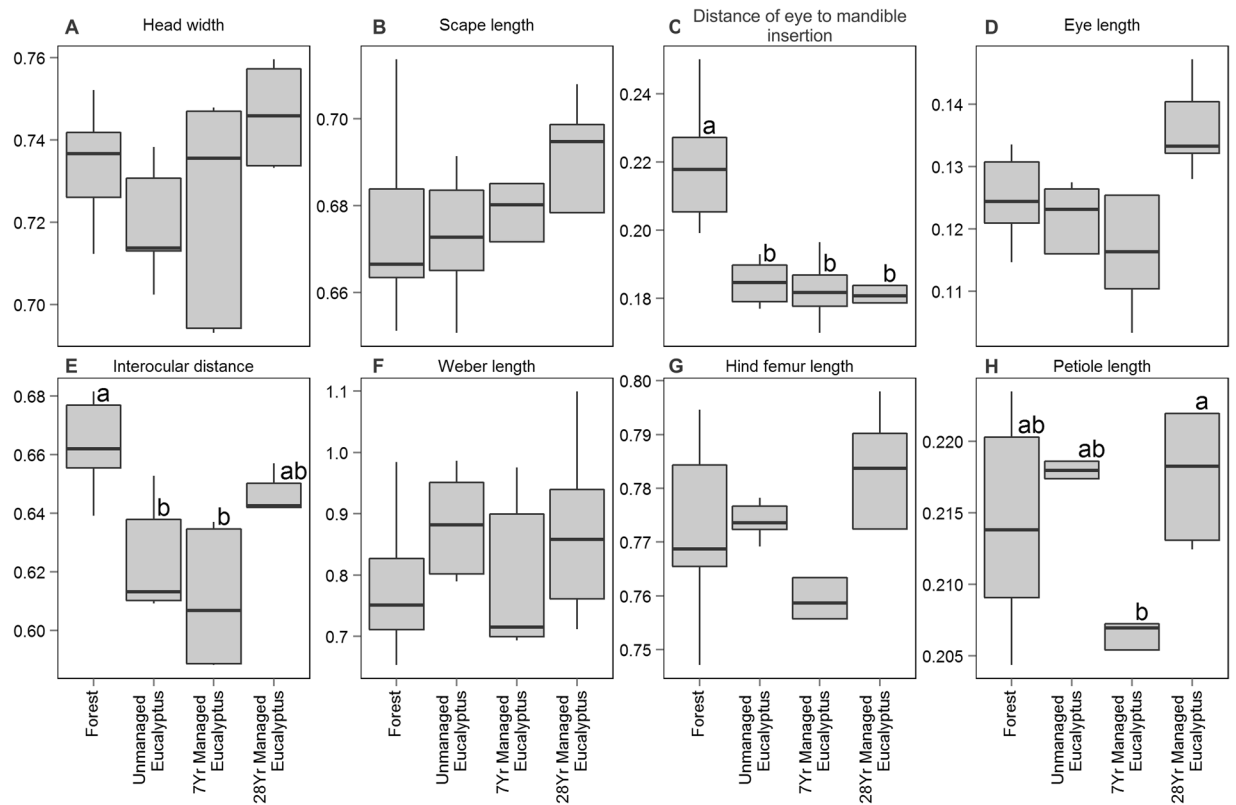 A Head width
0.76
0.74
0.72
0.70
B Scape length
0.70
0.68
0.66
C Distance of eye to mandible
insertion
0.24
0.22
0.20
0.18
a
b
b
b
D Eye length
0.14
0.13
0.12
0.11
E Interocular distance
0.68
0.66
0.64
0.62
0.60
a
b
b
ab
F Weber length
1.1
1.0
0.9
0.8
0.7
G Hind femur length
0.80
0.79
0.78
0.77
0.76
0.75
H Petiole length
0.220
0.215
0.210
0.205
ab
ab
b
a
Forest
Unmanaged
Eucalyptus
7Yr Managed
Eucalyptus
28Yr Managed
Eucalyptus
Forest
Unmanaged
Eucalyptus
7Yr Managed
Eucalyptus
28Yr Managed
Eucalyptus
Forest
Unmanaged
Eucalyptus
7Yr Managed
Eucalyptus
28Yr Managed
Eucalyptus
Forest
Unmanaged
Eucalyptus
7Yr Managed
Eucalyptus
28Yr Managed
Eucalyptus